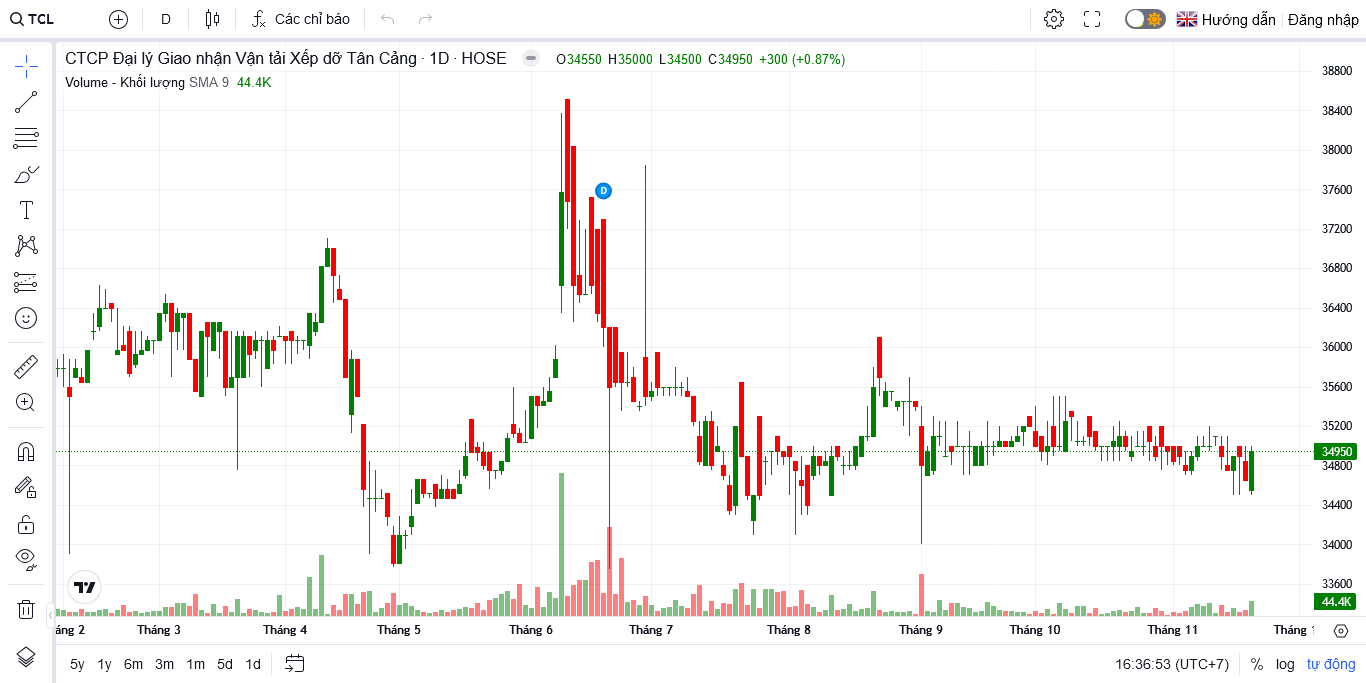 TCL D Các chỉ báo Hướng dẫn Đăng nhập
CTCP Đại lý Giao nhận Vận tải Xếp dỡ Tân Cảng · 1D · HOSE O34550 H35000 L34500 C34950 +300 (+0.87%)
Volume - Khối lượng SMA 9 44.4K
38800
38400
38000
37600
D
37200
36800
36400
36000
35600
35200
34950
34800
34400
34000
33600
44.4K
áng 2 Tháng 3 Tháng 4 Tháng 5 Tháng 6 Tháng 7 Tháng 8 Tháng 9 Tháng 10 Tháng 11 Tháng 1
5y 1y 6m 3m 1m 5d 1d 16:36:53 (UTC+7) % log tự động